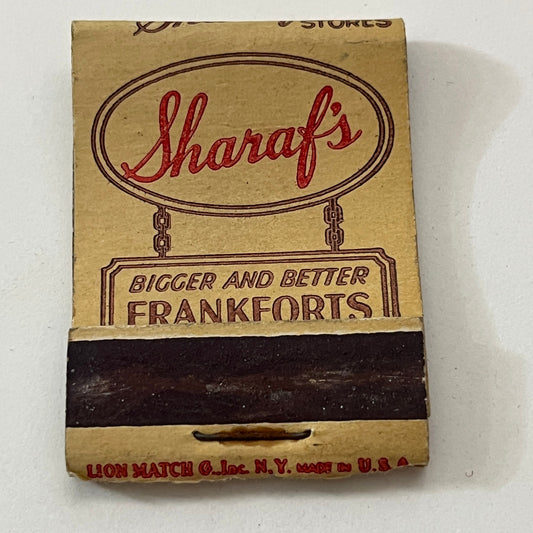 STORES
Sharaf's
BIGGER AND BETTER
FRANKFORTS
LION MATCH Co., Inc. N.Y. MADE IN U.S.A.